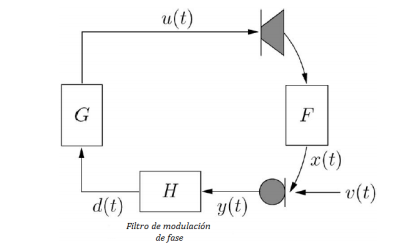 u(t)
G
F
x(t)
H
v(t)
d(t)
y(t)
Filtro de modulación
de fase